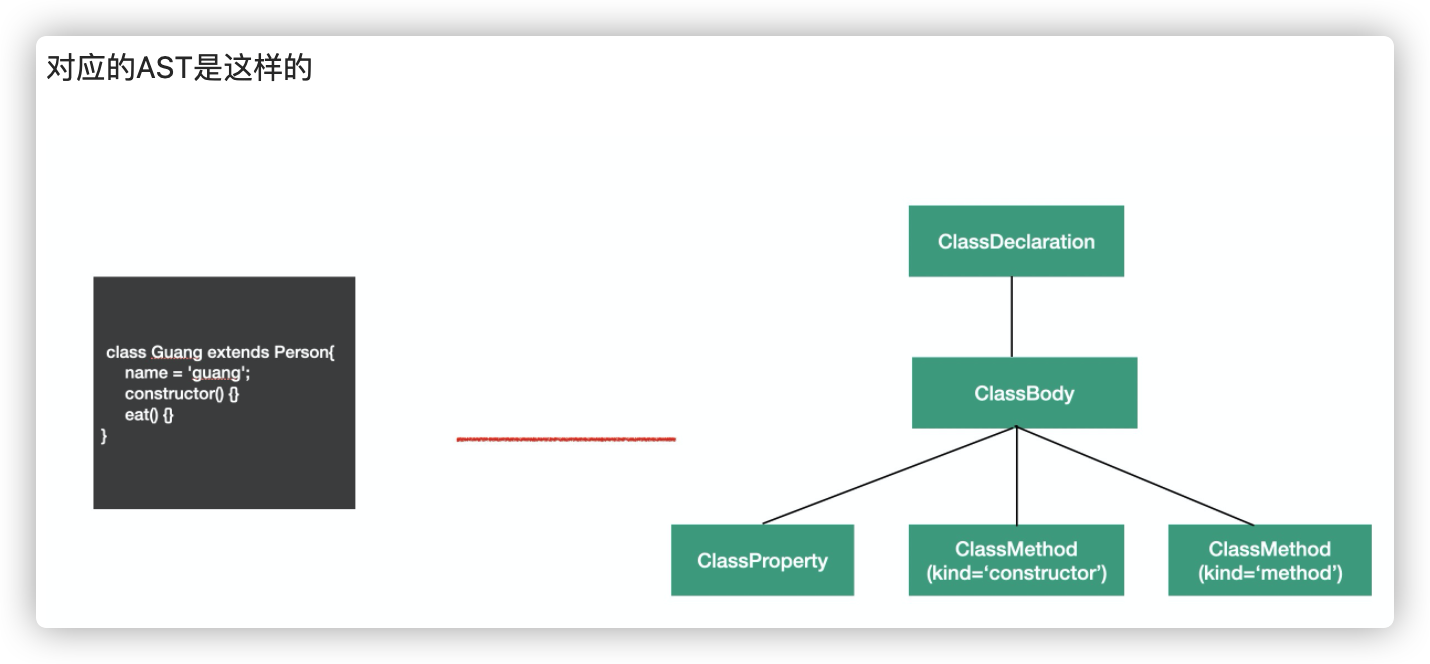 对应的AST是这样的
class Guang extends Person{
name = 'guang';
constructor() {}
eat() {}
}
ClassDeclaration
ClassBody
ClassProperty
ClassMethod
(kind=‘constructor’)
ClassMethod
(kind=‘method’)